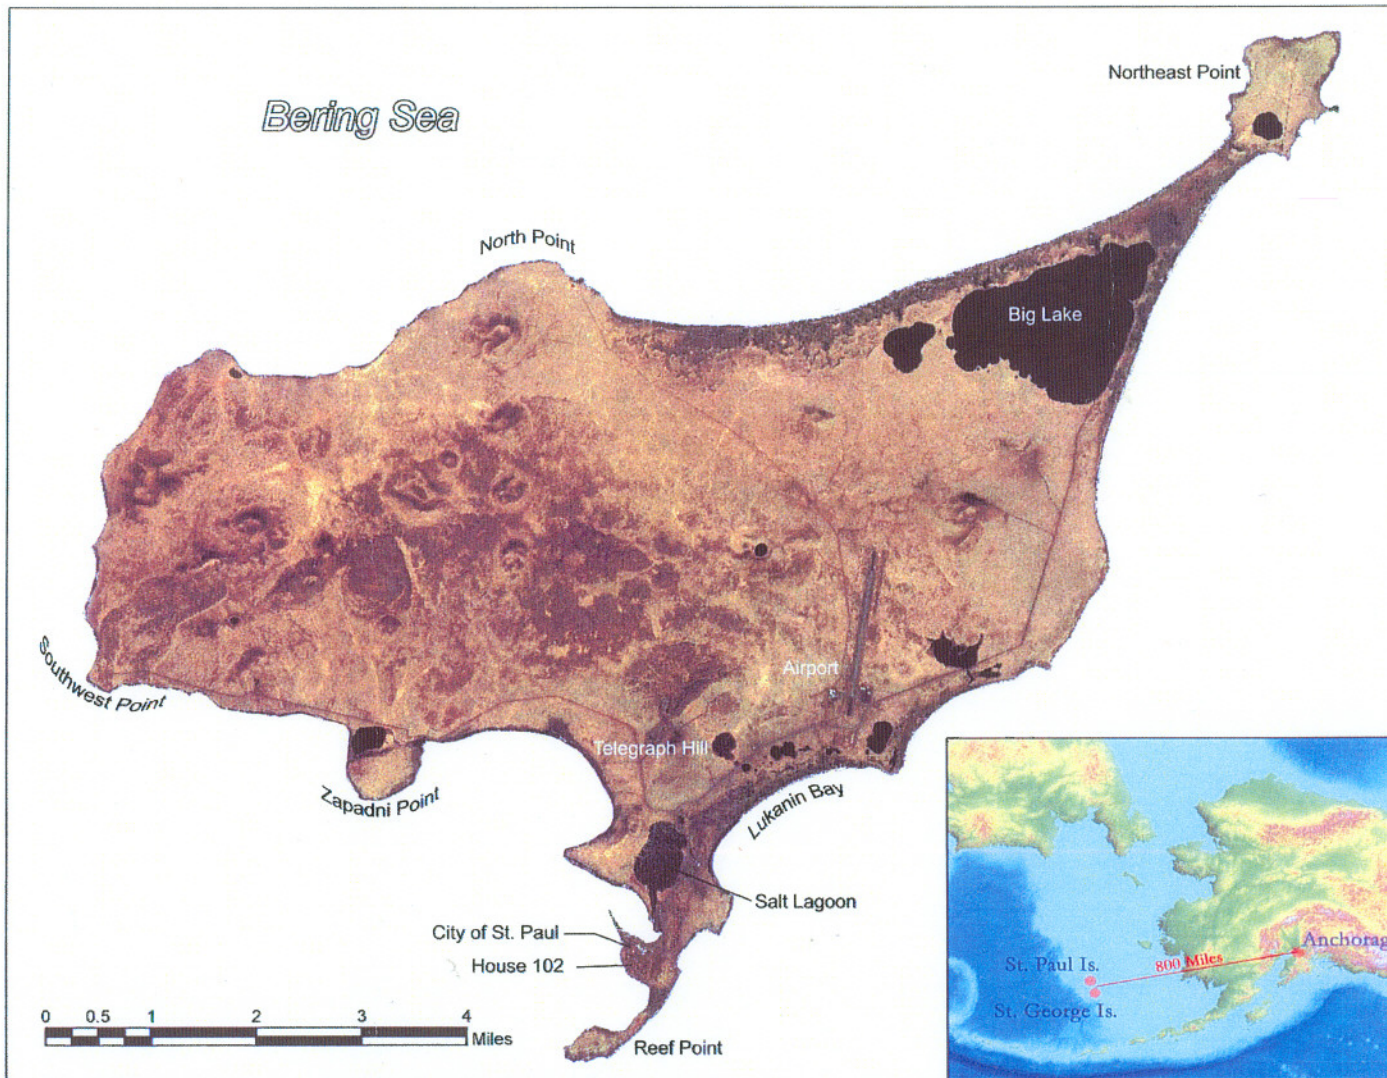 Northeast Point
Bering Sea
North Point
Big Lake
Southwest Point
Airport
Telegraph Hill
Zapadni Point
Lukanin Bay
Salt Lagoon
City of St. Paul
House 102
Reef Point
0 0.5 1 2 3 4
Miles
Anchorag
800 Miles
St. Paul Is.
St. George Is.